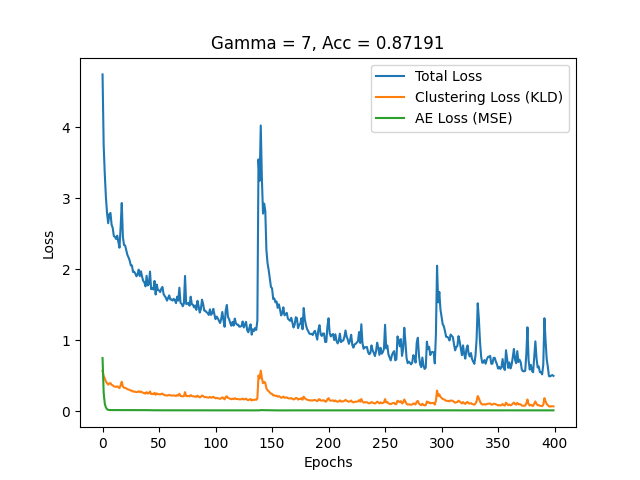 Gamma = 7, Acc = 0.87191
Total Loss
Clustering Loss (KLD)
AE Loss (MSE)
Loss
4
3
2
1
0
0 50 100 150 200 250 300 350 400
Epochs